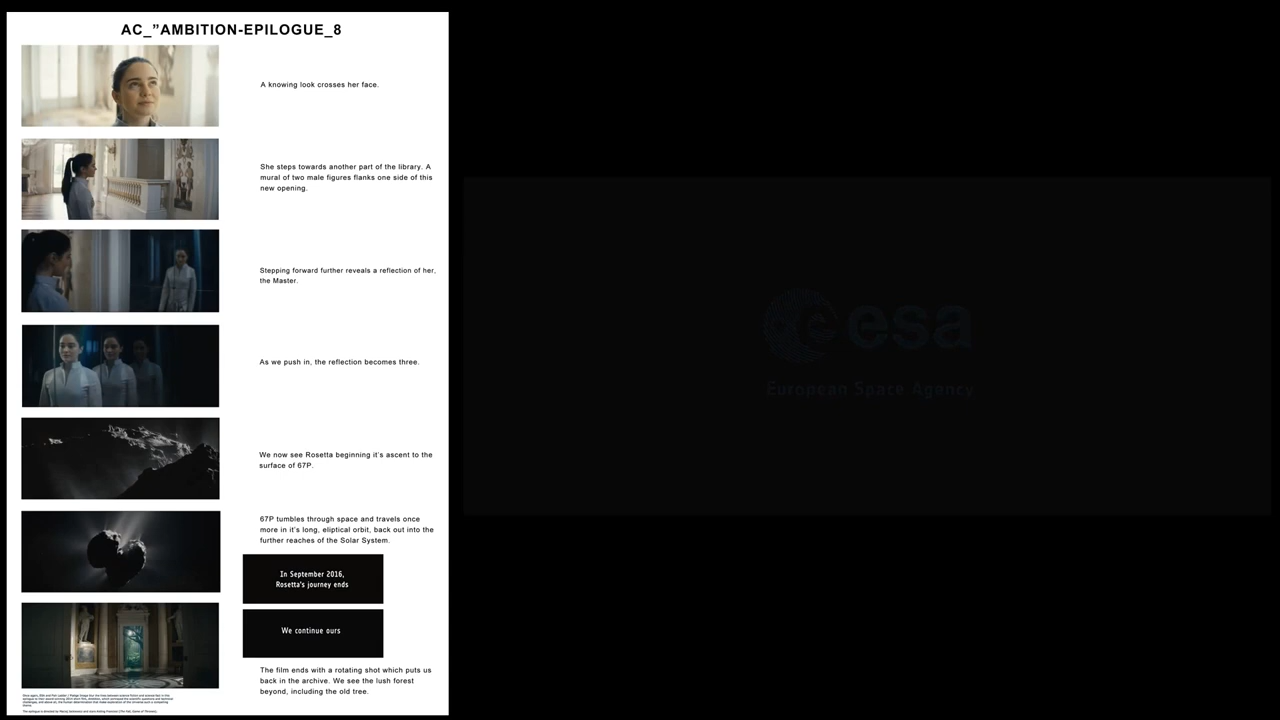 AC_”AMBITION-EPILOGUE_8
A knowing look crosses her face.
She steps towards another part of the library. A
mural of two male figures flanks one side of this
new opening.
Stepping forward further reveals a reflection of her,
the Master.
As we push in, the reflection becomes three.
We now see Rosetta beginning it's ascent to the
surface of 67P.
67P tumbles through space and travels once
more in it's long, eliptical orbit, back out into the
further reaches of the Solar System.
In September 2016,
Rosetta's journey ends
We continue ours
The film ends with a rotating shot which puts us
back in the archive. We see the lush forest
beyond, including the old tree.
esa
European Space Agency